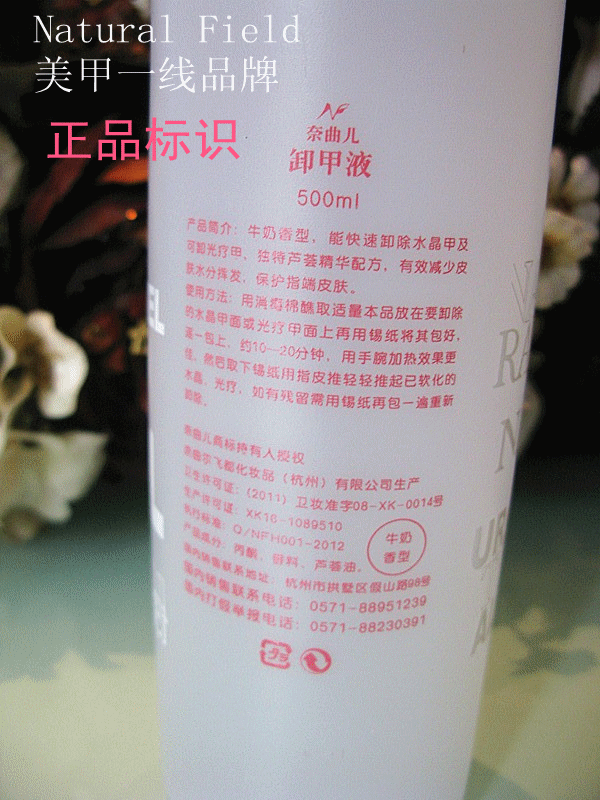 Natural Field
美甲一线品牌
正品标识
奈曲儿
卸甲液
500ml
产品简介：牛奶香型，能快速卸除水晶甲及
可卸光疗甲、独特芦荟精华配方，有效减少皮
肤水分挥发，保护指端皮肤。
使用方法：用消毒棉醮取适量本品放在要卸除
的水晶甲面或光疗甲面上再用锡纸将其包好，
逐一包上，约10—20分钟，用手腕加热效果更
佳，然后取下锡纸用指皮推轻轻推起已软化的
水晶、光疗，如有残留需用锡纸再包一遍重新
卸除。
奈曲儿商标持有人授权
奈曲尔飞都化妆品（杭州）有限公司生产
卫生许可证：（2011）卫妆准字08-XK-0014号
生产许可证：XK16-1089510
执行标准：Q/NFH001-2012
产品成分：丙酮、香料、芦荟油。
牛奶
香型
国内销售联系地址：杭州市拱墅区假山路98号
国内销售联系电话：0571-88951239
国内打假举报电话：0571-88230391
EL
L
RA
N
UR
A